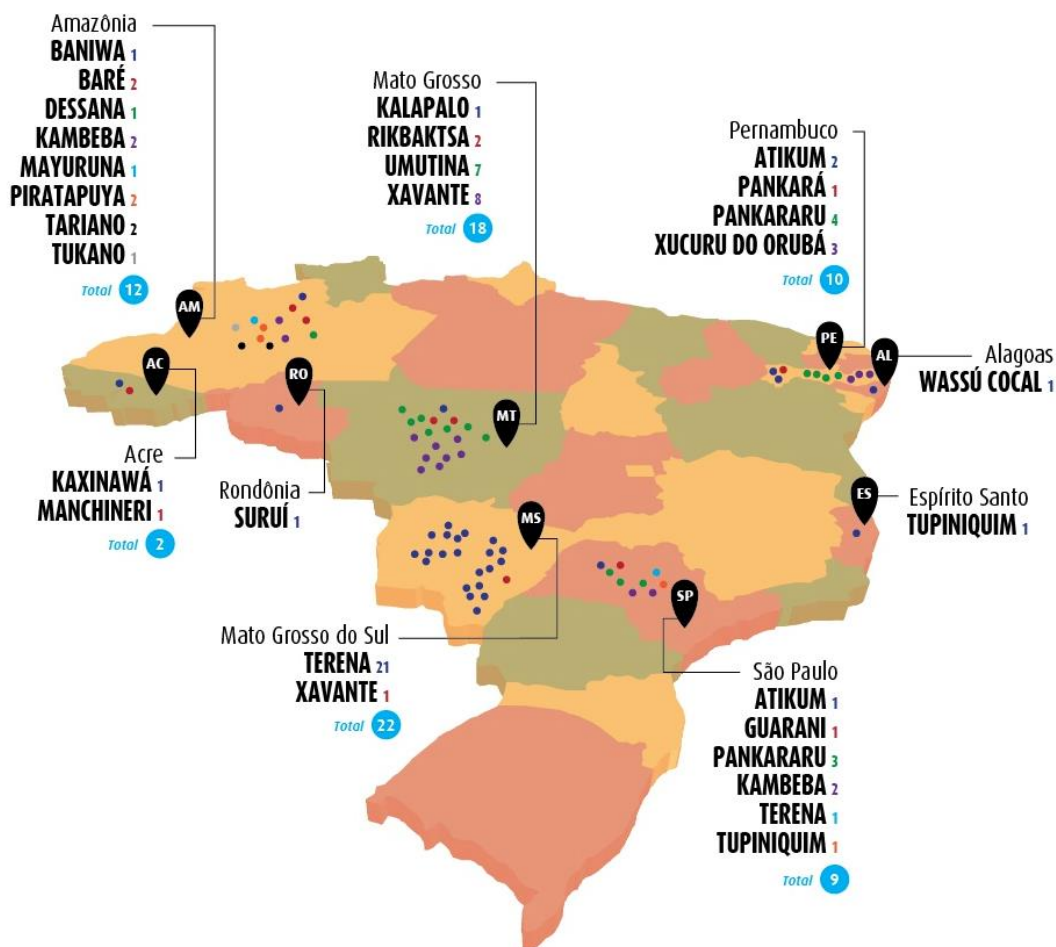 Amazônia
BANIWA 1
BARÉ 2
DESSANA 1
KAMBEBA 2
MAYURUNA 1
PIRATAPUYA 2
TARIANO 2
TUKANO 1
Total 12
Mato Grosso
KALAPALO 1
RIKBAKTSA 2
UMUTINA 7
XAVANTE 8
Total 18
Pernambuco
ATIKUM 2
PANKARÁ 1
PANKARARU 4
XUCURU DO ORUBÁ 3
Total 10
AM
AC
RO
MT
PE
AL
Alagoas
WASSÚ COCAL 1
Acre
KAXINAWÁ 1
MANCHINERI 1
Total 2
Rondônia
SURUÍ 1
MS
ES
Espírito Santo
TUPINIQUIM 1
SP
Mato Grosso do Sul
TERENA 21
XAVANTE 1
Total 22
São Paulo
ATIKUM 1
GUARANI 1
PANKARARU 3
KAMBEBA 2
TERENA 1
TUPINIQUIM 1
Total 9